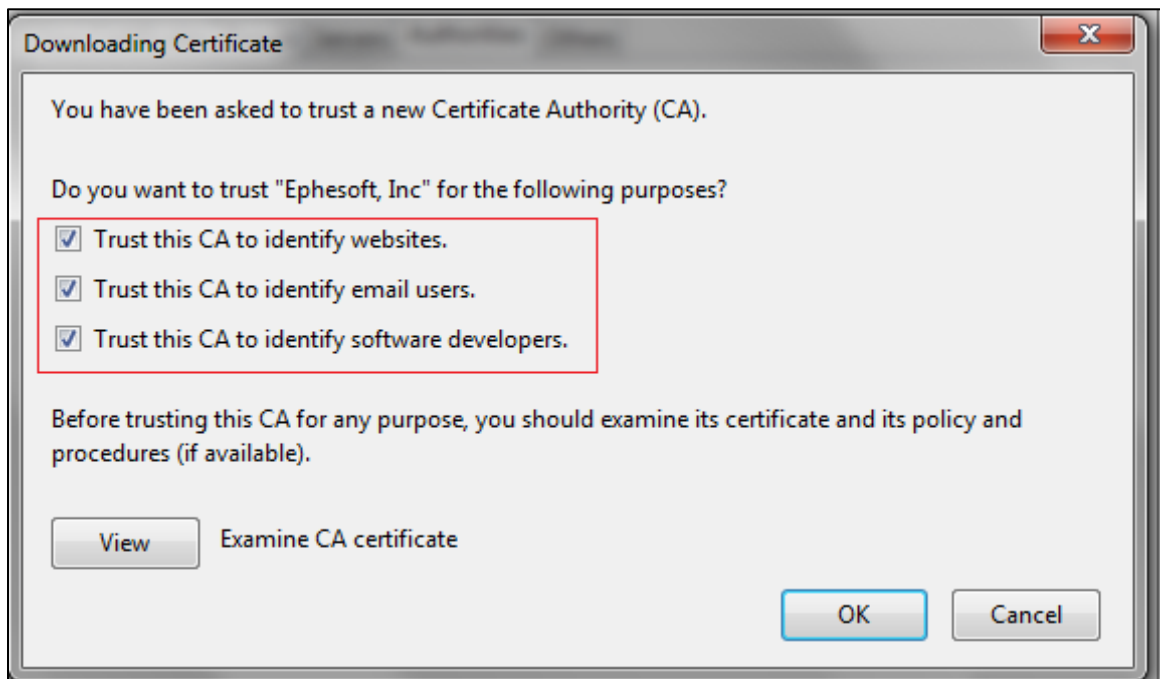 Downloading Certificate
You have been asked to trust a new Certificate Authority (CA).
Do you want to trust "Ephesoft, Inc" for the following purposes?
Trust this CA to identify websites.
Trust this CA to identify email users.
Trust this CA to identify software developers.
Before trusting this CA for any purpose, you should examine its certificate and its policy and
procedures (if available).
View Examine CA certificate
OK Cancel